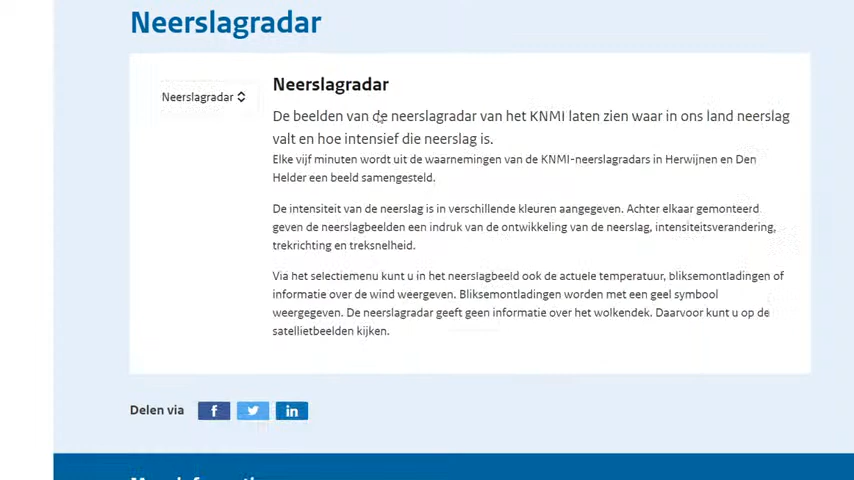 Neerslagradar
Neerslagradar
Neerslagradar
De beelden van de neerslagradar van het KNMI laten zien waar in ons land neerslag
valt en hoe intensief die neerslag is.
Elke vijf minuten wordt uit de waarnemingen van de KNMI-neerslagradars in Herwijnen en Den
Helder een beeld samengesteld.
De intensiteit van de neerslag is in verschillende kleuren aangegeven. Achter elkaar gemonteerd
geven de neerslagbeelden een indruk van de ontwikkeling van de neerslag, intensiteitsverandering,
trekrichting en treksnelheid.
Via het selectiemenu kunt u in het neerslagbeeld ook de actuele temperatuur, bliksemontladingen of
informatie over de wind weergeven. Bliksemontladingen worden met een geel symbool
weergegeven. De neerslagradar geeft geen informatie over het wolkendek. Daarvoor kunt u op de
satellietbeelden kijken.
Delen via